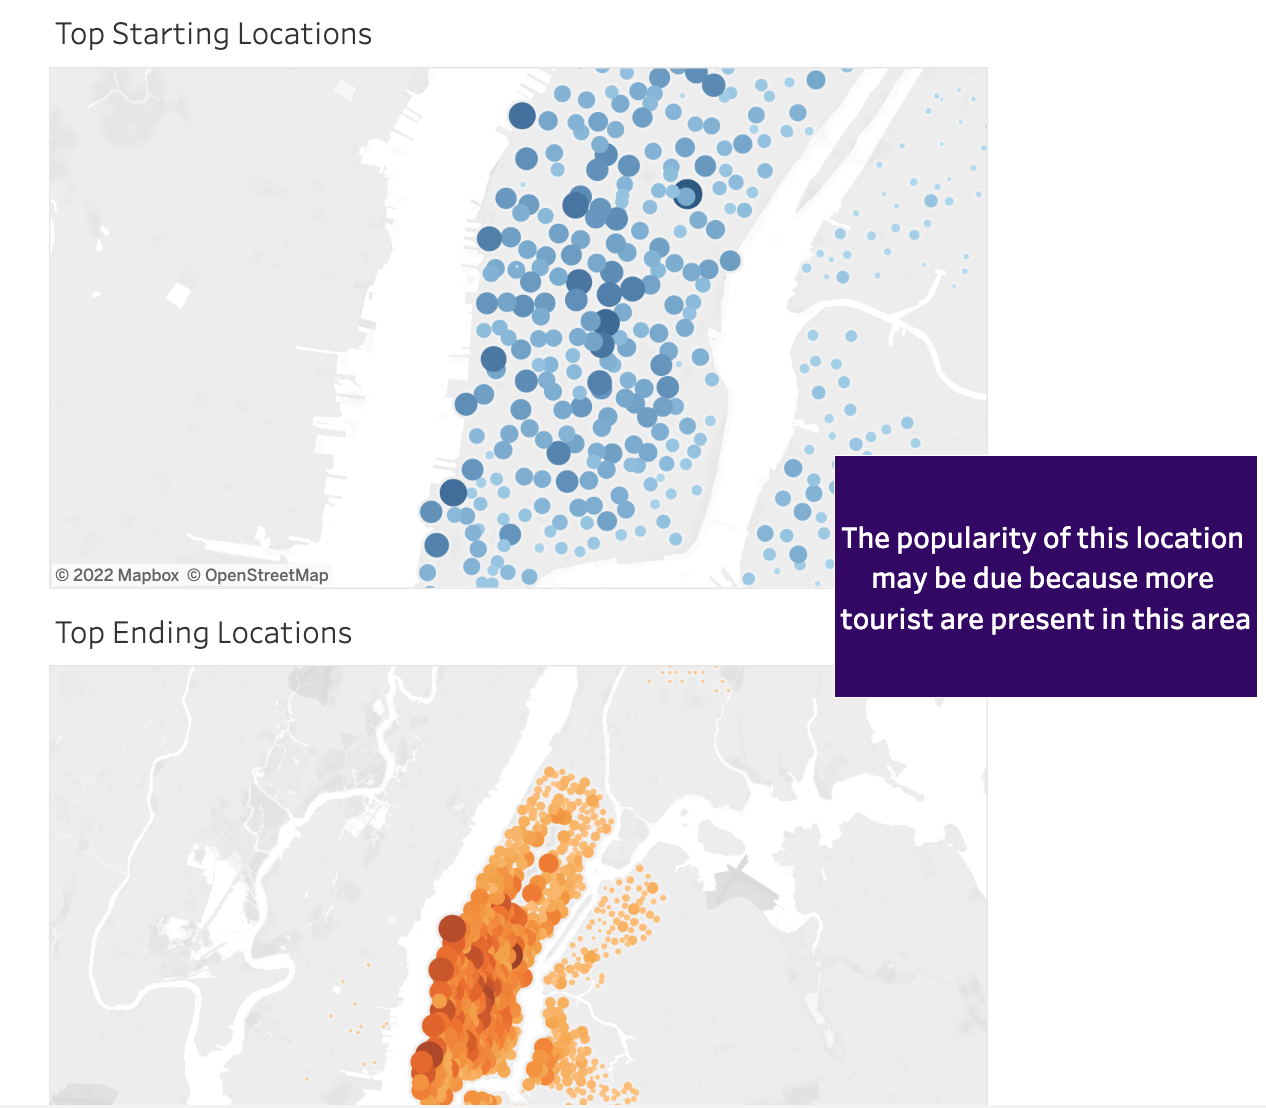 Top Starting Locations
© 2022 Mapbox © OpenStreetMap
The popularity of this location
may be due because more
tourist are present in this area
Top Ending Locations